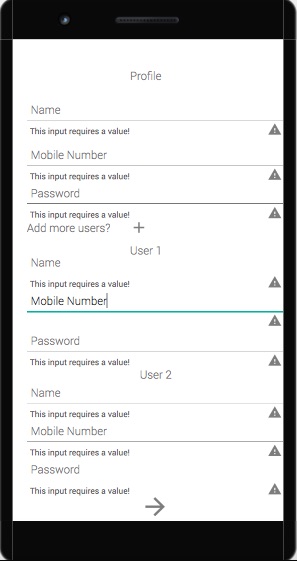 Profile
Name
This input requires a value!
Mobile Number
This input requires a value!
Password
This input requires a value!
Add more users? +
User 1
Name
This input requires a value!
Mobile Number
Password
This input requires a value!
User 2
Name
This input requires a value!
Mobile Number
This input requires a value!
Password
This input requires a value!